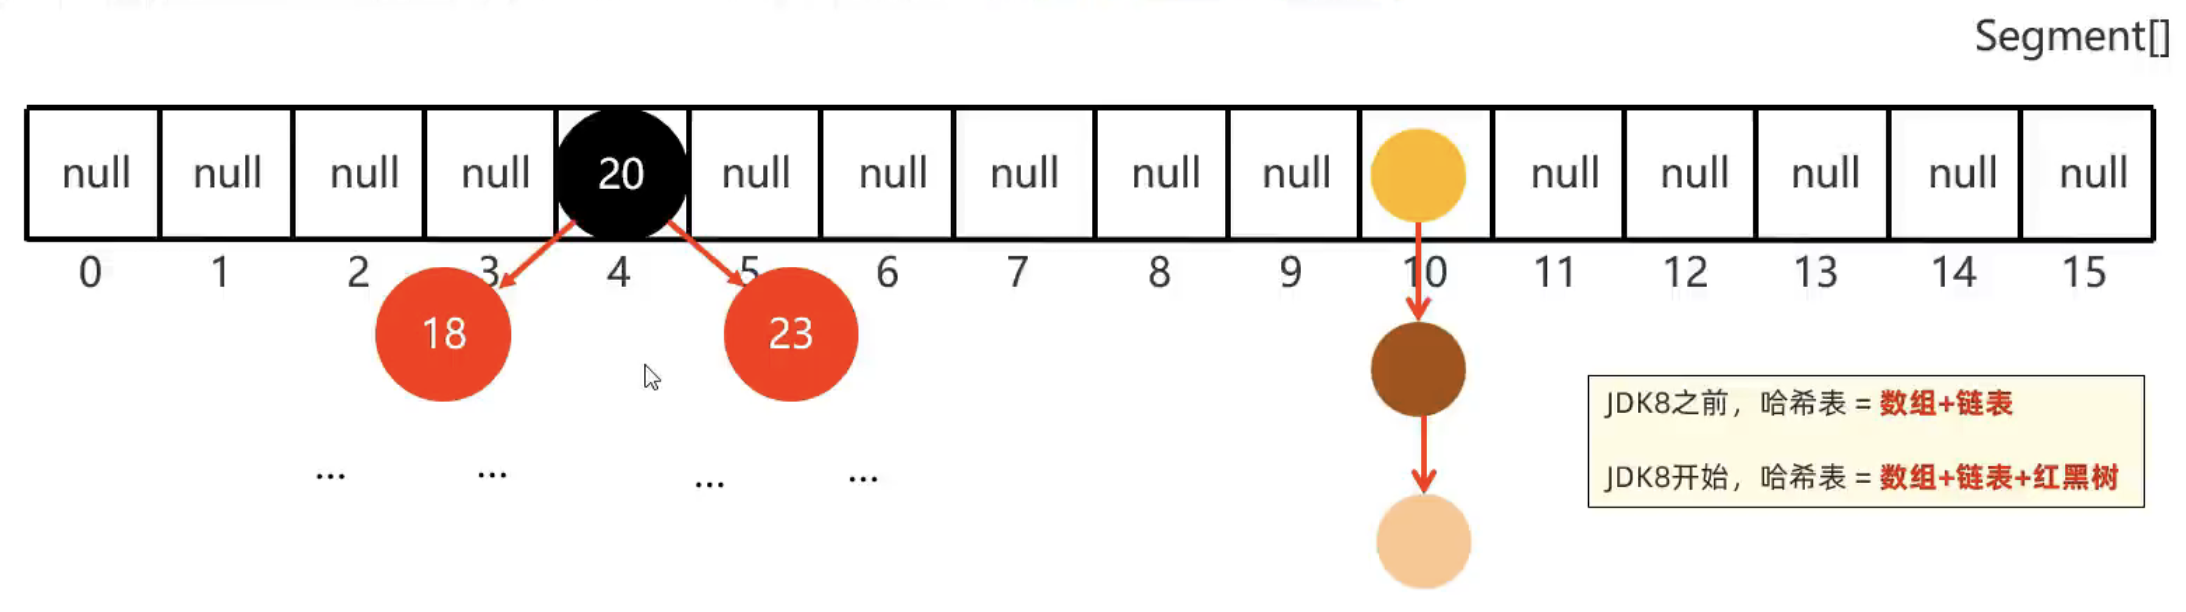 Segment[]
null null null null 20 null null null null null null null null null null
0 1 2 3 4 5 6 7 8 9 10 11 12 13 14 15
18 23
JDK8之前，哈希表 = 数组+链表
... ... ... ...
JDK8开始，哈希表 = 数组+链表+红黑树